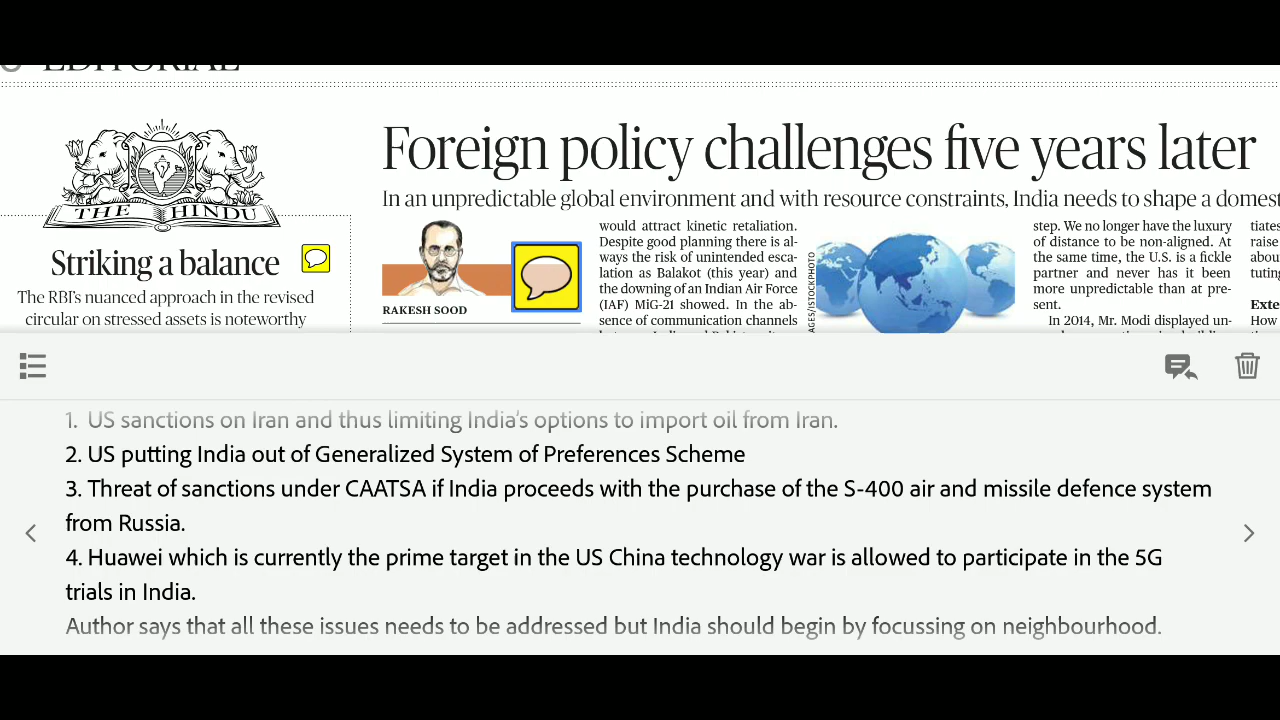 EDITORIAL
THE HINDU
Striking a balance
The RBI's nuanced approach in the revised
circular on stressed assets is noteworthy
Foreign policy challenges five years later
In an unpredictable global environment and with resource constraints, India needs to shape a
RAKESH SOOD
would attract kinetic retaliation.
Despite good planning there is al-
ways the risk of unintended esca-
lation as Balakot (this year) and
the downing of an Indian Air Force
(IAF) MiG-21 showed. In the ab-
sence of communication channels
step. We no longer have the luxury
of distance to be non-aligned. At
the same time, the U.S. is a fickle
partner and never has it been
more unpredictable than at pre-
sent.
In 2014, Mr. Modi displayed un-
How
1. US sanctions on Iran and thus limiting India's options to import oil from Iran.
2. US putting India out of Generalized System of Preferences Scheme
3. Threat of sanctions under CAATSA if India proceeds with the purchase of the S-400 air and missile defence system
from Russia.
4. Huawei which is currently the prime target in the US China technology war is allowed to participate in the 5G
trials in India.
Author says that all these issues needs to be addressed but India should begin by focussing on neighbourhood.